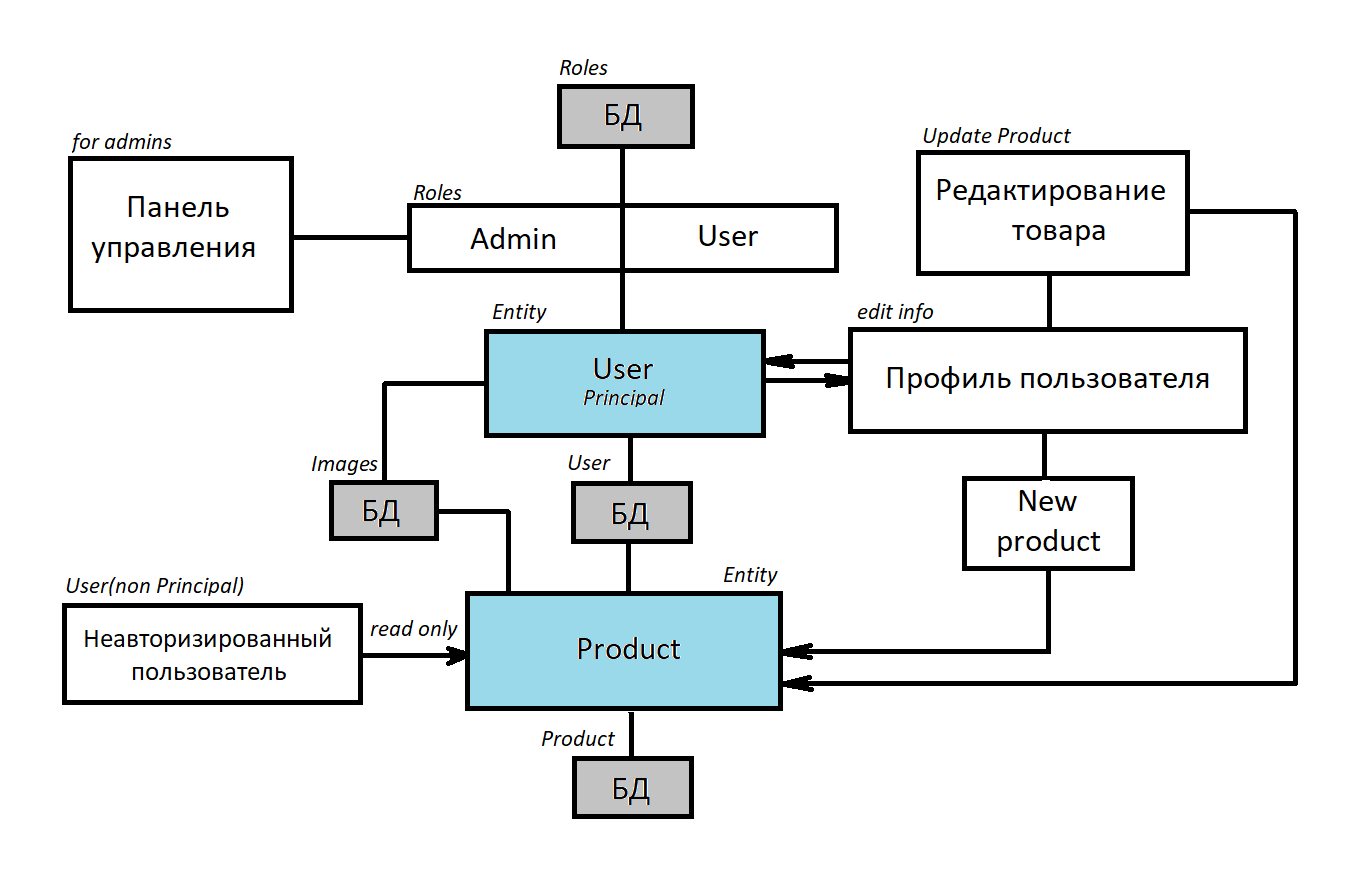 Roles
БД
for admins
Панель
управления
Roles
Admin
User
Update Product
Редактирование
товара
Entity
User
Principal
edit info
Профиль пользователя
Images
БД
User
БД
New
product
User(non Principal)
Неавторизированный
пользователь
read only
Entity
Product
Product
БД